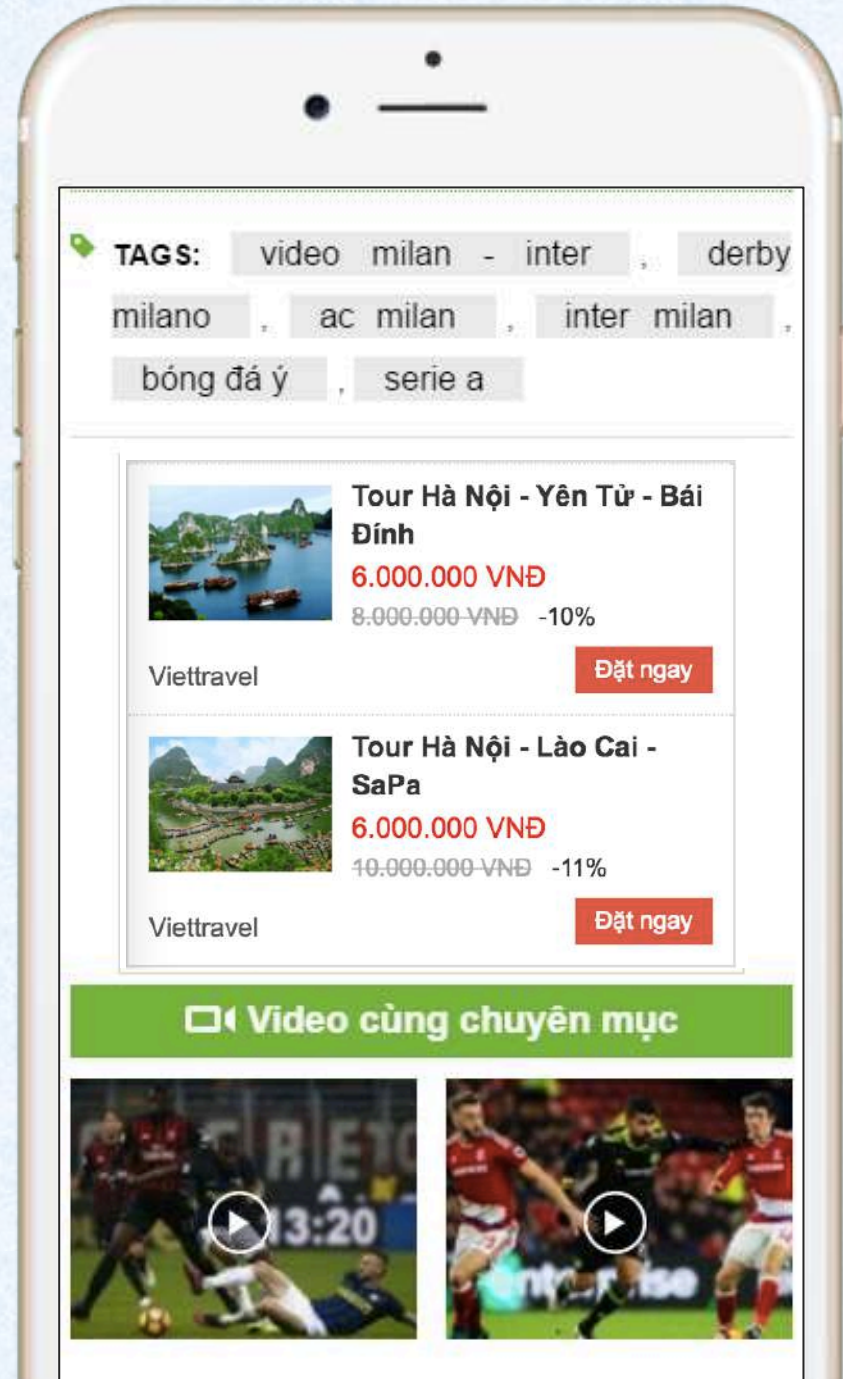 TAGS: video milan - inter , derby
milano , ac milan , inter milan ,
bóng đá ý , serie a
Tour Hà Nội - Yên Tử - Bái
Đính
6.000.000 VNĐ
8.000.000 VNĐ -10%
Viettravel
Đặt ngay
Tour Hà Nội - Lào Cai -
SaPa
6.000.000 VNĐ
10.000.000 VNĐ -11%
Viettravel
Đặt ngay
Video cùng chuyên mục
13:20